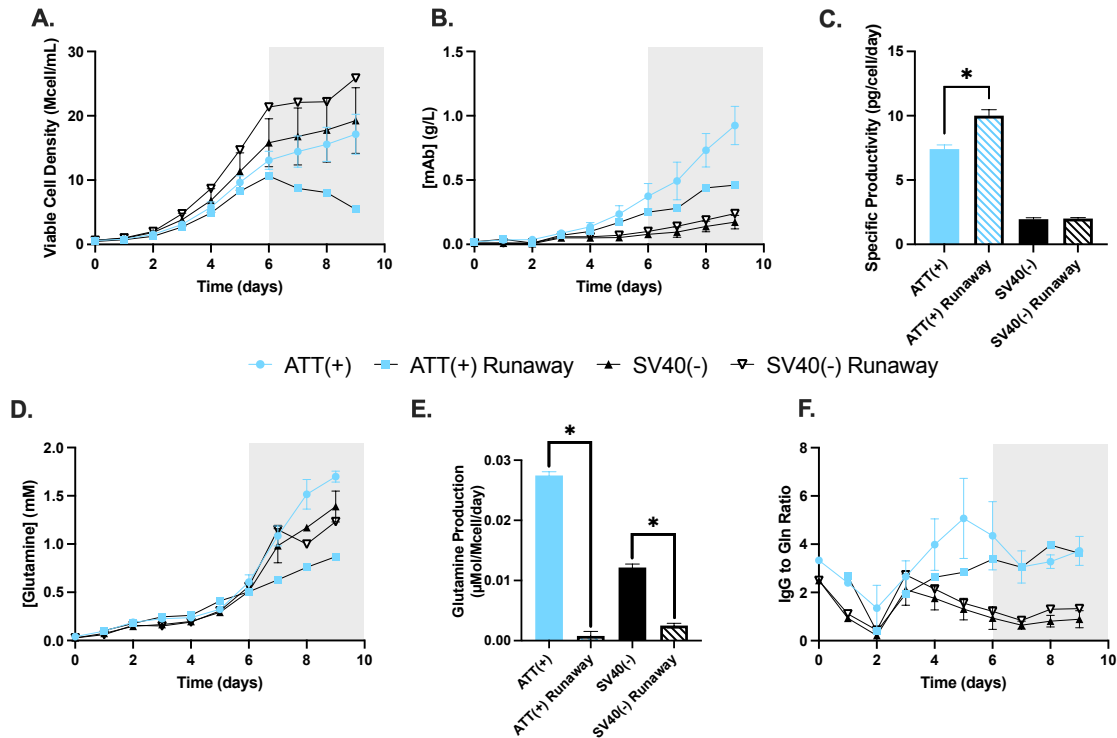 A.
Viable Cell Density (Mcell/mL)
30
20
10
0
0 2 4 6 8 10
Time (days)
B.
[mAb] (g/L)
1.5
1.0
0.5
0.0
0 2 4 6 8 10
Time (days)
C.
Specific Productivity (pg/cell/day)
15
10
5
0
*
ATT(+)
ATT(+) Runaway
SV40(-)
SV40(-) Runaway
ATT(+) ATT(+) Runaway SV40(-) SV40(-) Runaway
D.
[Glutamine] (mM)
2.0
1.5
1.0
0.5
0.0
0 2 4 6 8 10
Time (days)
E.
Glutamine Production
(µMol/Mcell/day)
0.03
0.02
0.01
0.00
*
*
ATT(+)
ATT(+) Runaway
SV40(-)
SV40(-) Runaway
F.
IgG to Gln Ratio
8
6
4
2
0
0 2 4 6 8 10
Time (days)